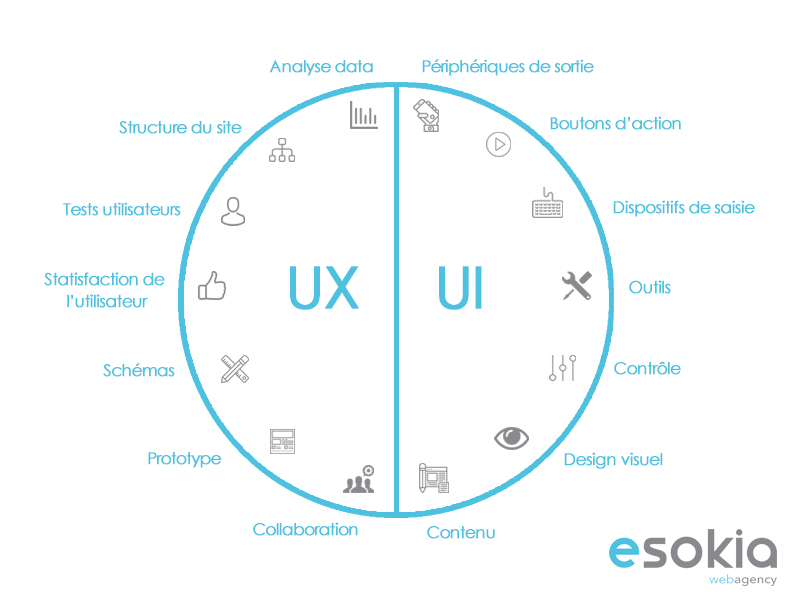 Analyse data
Périphériques de sortie
Structure du site
Boutons d’action
Tests utilisateurs
Dispositifs de saisie
Statisfaction de
l’utilisateur
UX
UI
Outils
Schémas
Contrôle
Prototype
Design visuel
Collaboration
Contenu
esokia
webagency